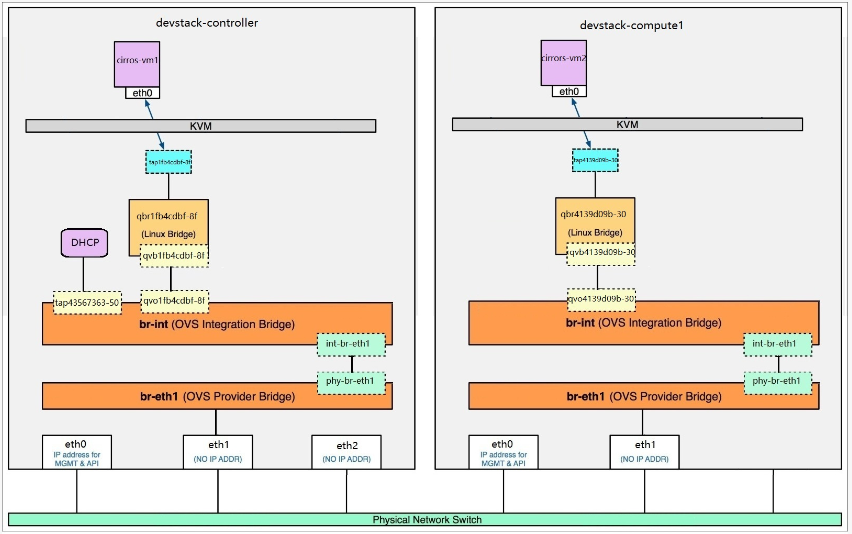 devstack-controller
cirros-vm1
eth0
KVM
tap1fb4cdbf-8f
qbr1fb4cdbf-8f
(Linux Bridge)
qvb1fb4cdbf-8f
DHCP
tap43567363-50
qvo1fb4cdbf-8f
br-int (OVS Integration Bridge)
int-br-eth1
phy-br-eth1
br-eth1 (OVS Provider Bridge)
eth0
IP address for
MGMT & API
eth1
(NO IP ADDR)
eth2
(NO IP ADDR)
devstack-compute1
cirrors-vm2
eth0
KVM
tap4139d09b-30
qbr4139d09b-30
(Linux Bridge)
qvb4139d09b-30
qvo4139d09b-30
br-int (OVS Integration Bridge)
int-br-eth1
phy-br-eth1
br-eth1 (OVS Provider Bridge)
eth0
IP address for
MGMT & API
eth1
(NO IP ADDR)
Physical Network Switch